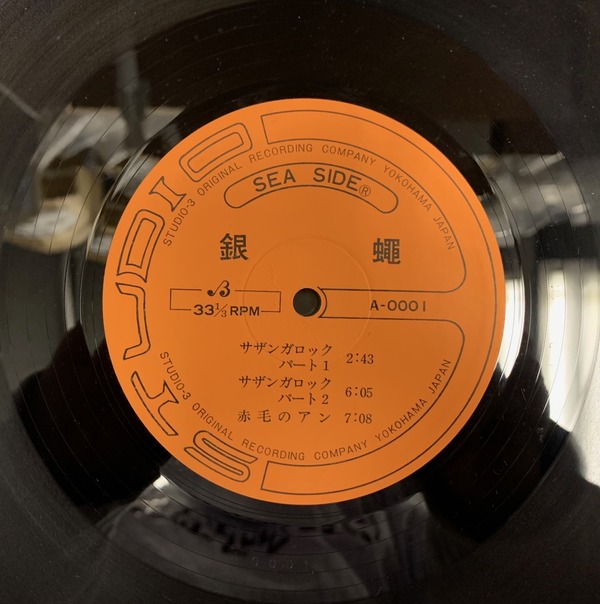 STUDIO
STUDIO-3 ORIGINAL RECORDING COMPANY YOKOHAMA JAPAN
SEA SIDE®
銀 蠅
B
33⅓ RPM
A-0001
サザンガロック
パート1 2:43
サザンガロック
パート2 6:05
赤毛のアン 7:08
STUDIO-3 ORIGINAL RECORDING COMPANY YOKOHAMA JAPAN